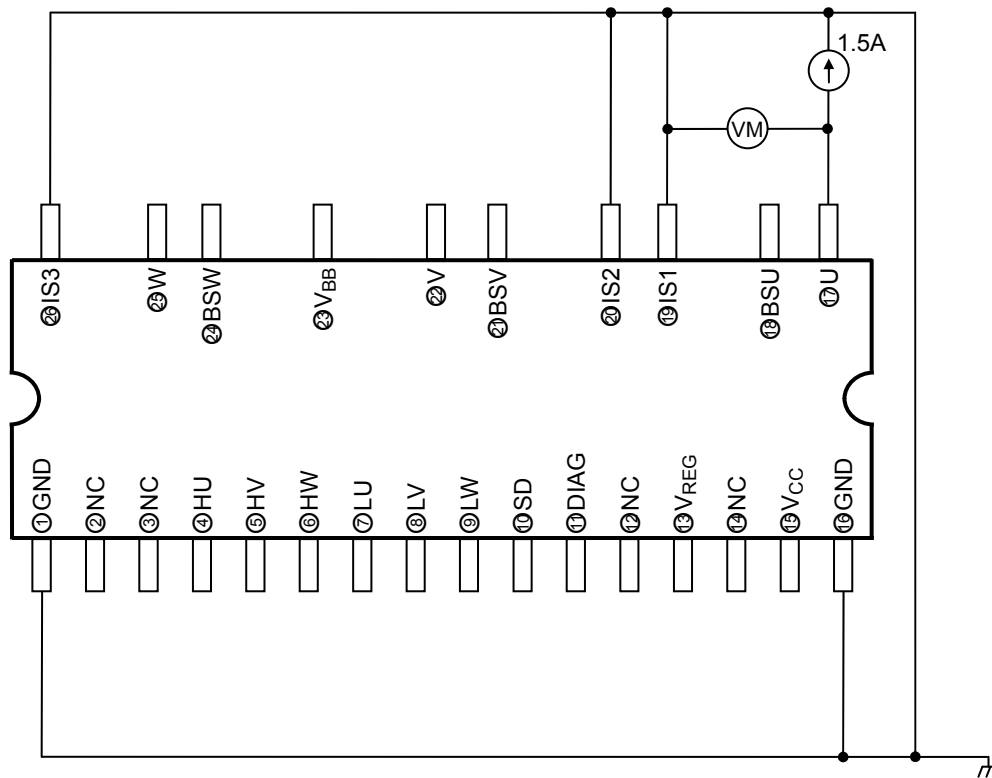 1.5A
VM
㉖IS3
㉕W
㉔BSW
㉓VBB
㉒V
㉑BSV
⑳IS2
⑲IS1
⑱BSU
⑰U
①GND
②NC
③NC
④HU
⑤HV
⑥HW
⑦LU
⑧LV
⑨LW
⑩SD
⑪DIAG
⑫NC
⑬VREG
⑭NC
⑮VCC
⑯GND